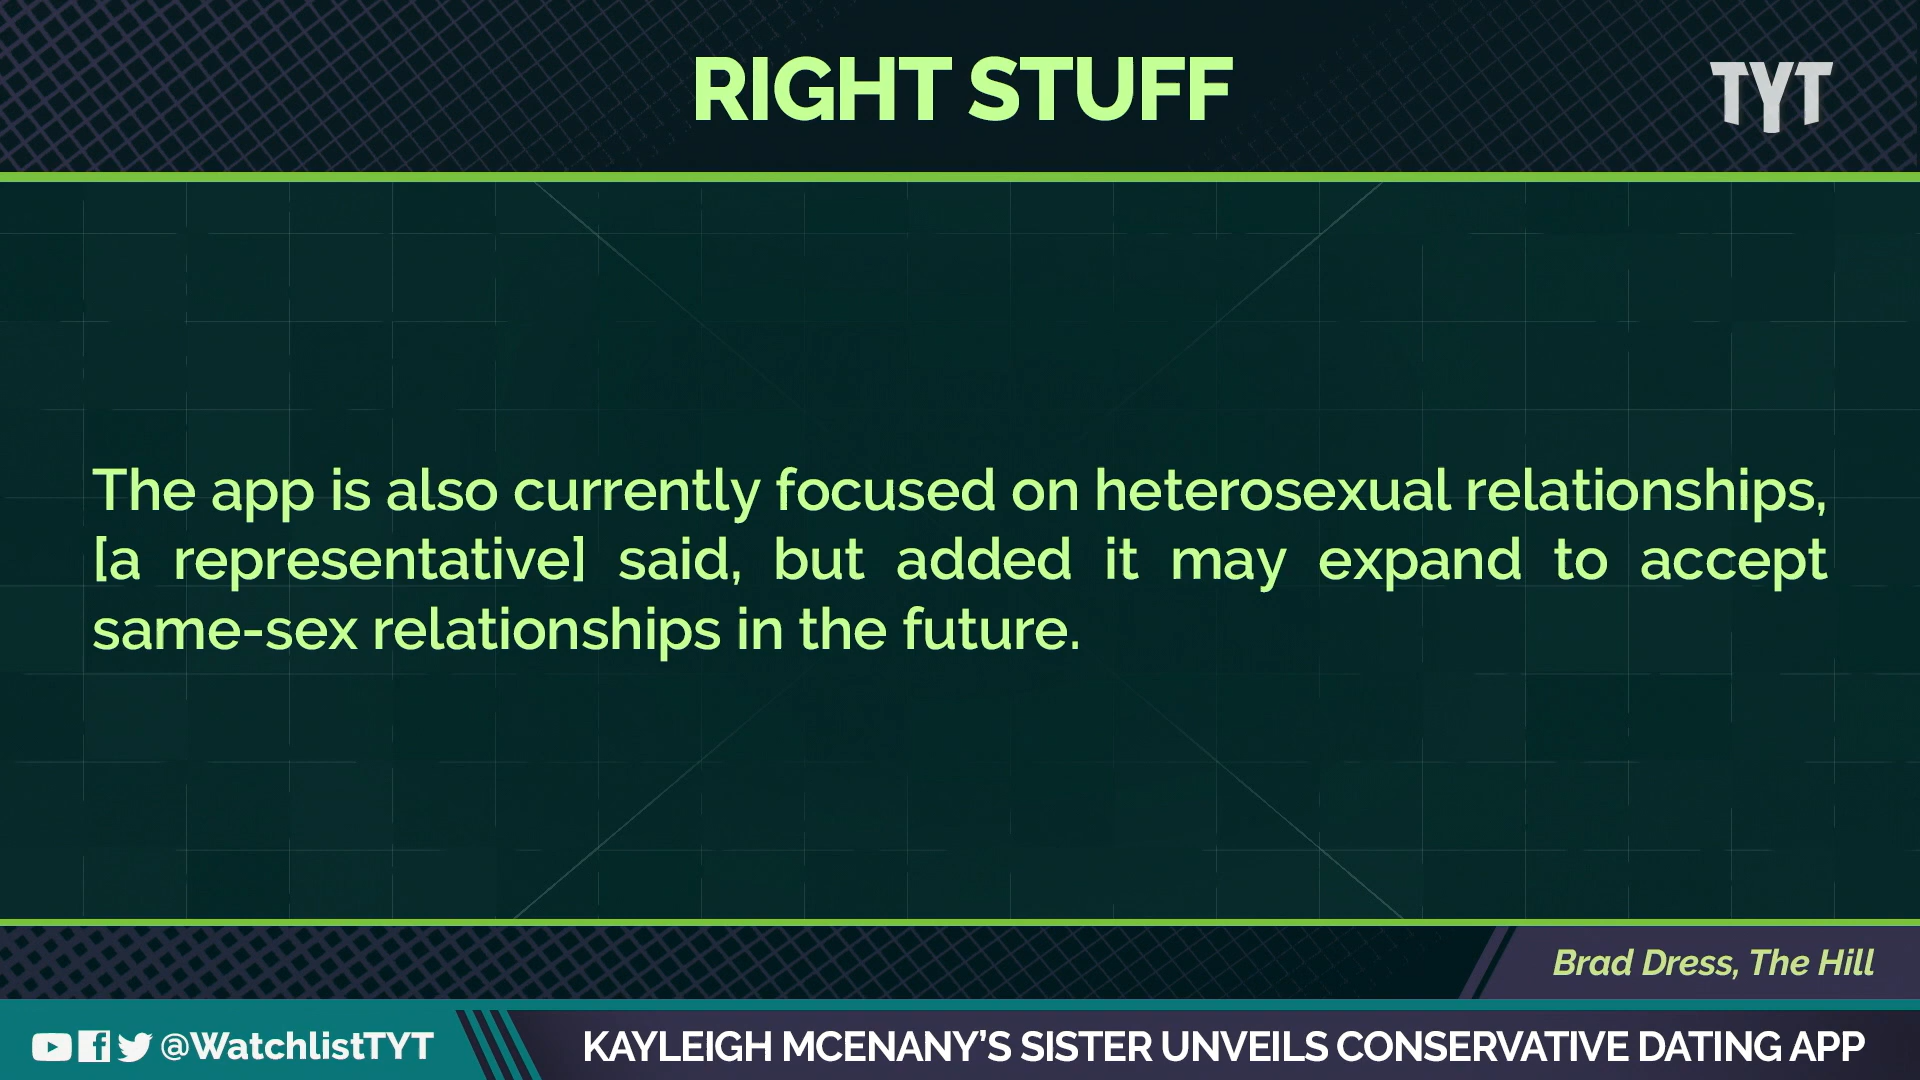 RIGHT STUFF
TYT
The app is also currently focused on heterosexual relationships,
[a representative] said, but added it may expand to accept
same-sex relationships in the future.
Brad Dress, The Hill
@WatchlistTYT
KAYLEIGH MCENANY’S SISTER UNVEILS CONSERVATIVE DATING APP